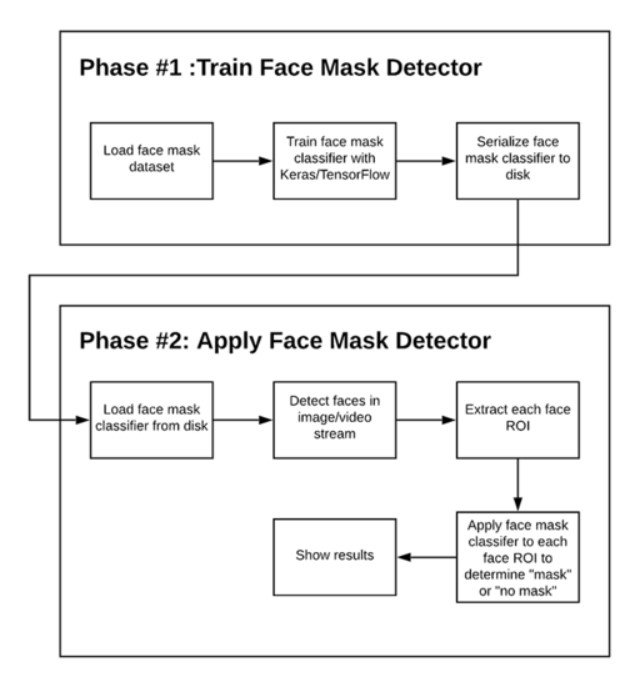 Phase #1 :Train Face Mask Detector
Load face mask
dataset
Train face mask
classifier with
Keras/TensorFlow
Serialize face
mask classifier to
disk
Phase #2: Apply Face Mask Detector
Load face mask
classifier from disk
Detect faces in
image/video
stream
Extract each face
ROI
Apply face mask
classifer to each
face ROI to
determine "mask"
or "no mask"
Show results